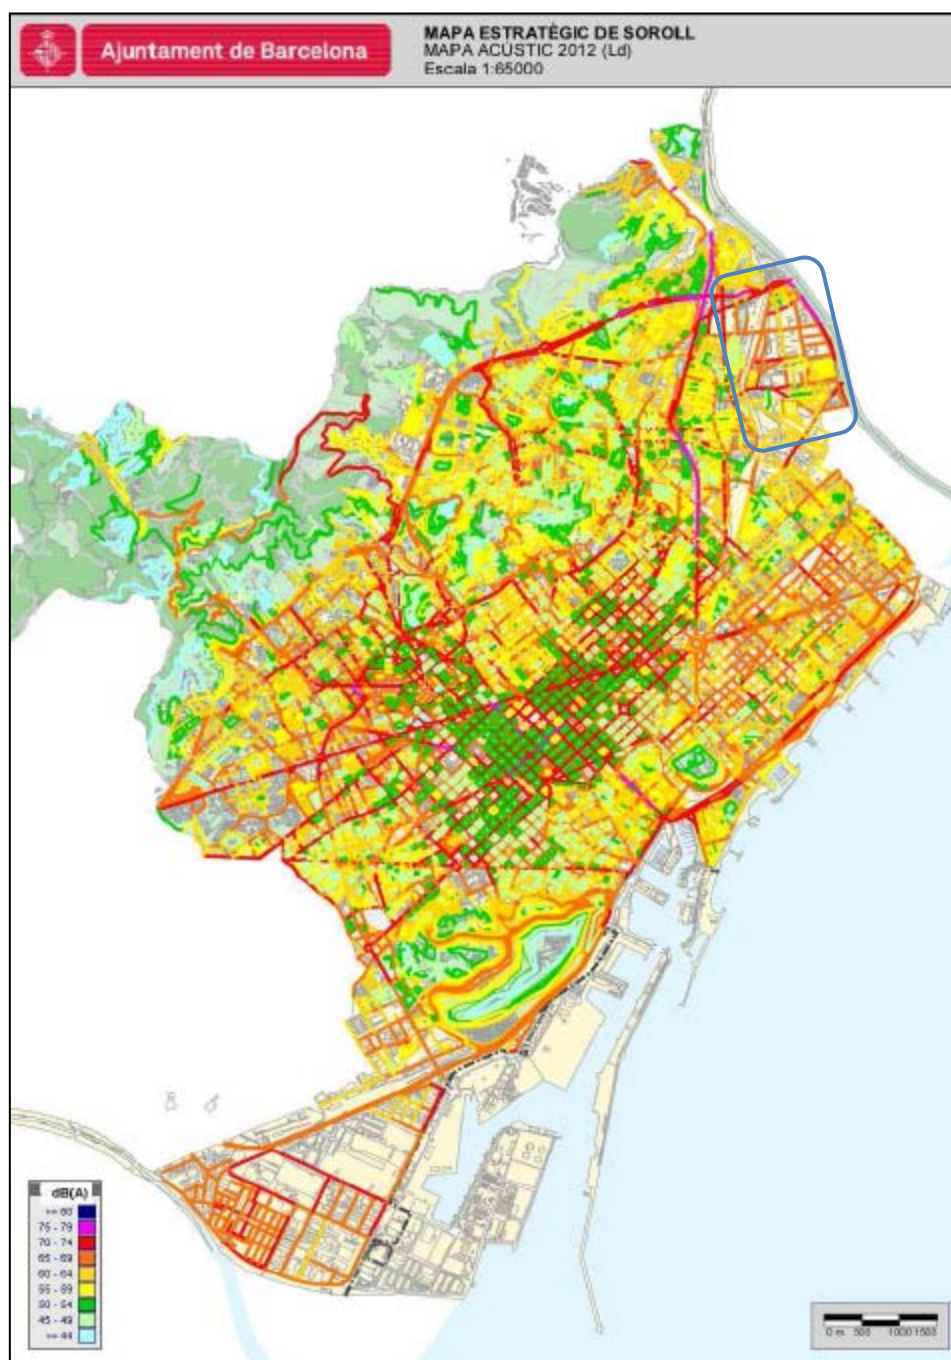 Ajuntament de Barcelona
MAPA ESTRATÈGIC DE SOROLL
MAPA ACÚSTIC 2012 (Ld)
Escala 1:65000
dB(A)
>= 80
75 - 79
70 - 74
65 - 69
60 - 64
55 - 59
50 - 54
45 - 49
<= 44
0 m 500 1000 1500